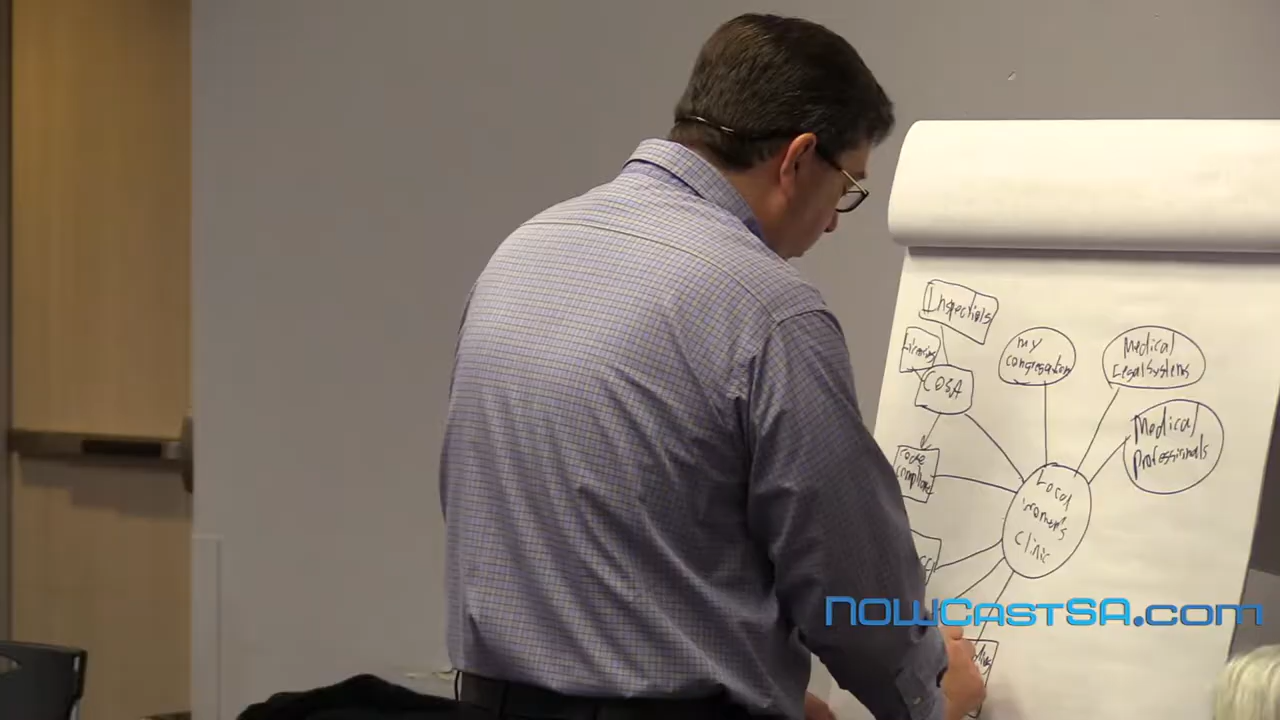 Inspections
Licensing
COSA
my
congregation
Medical
Legal Systems
Medical
Professionals
Code
compliance
Local
women's
clinic
NOWCASTSA.com